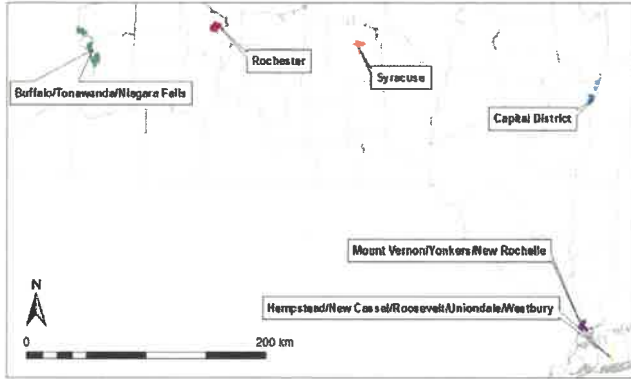 Rochester
Syracuse
Buffalo/Tonawanda/Niagara Falls
Capital District
Mount Vernon/Yonkers/New Rochelle
N
Hempstead/New Cassel/Roosevelt/Uniondale/Westbury
0 200 km